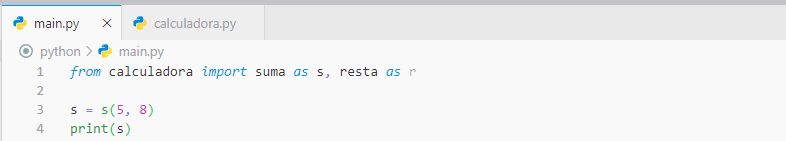 main.py × calculadora.py
python > main.py
1 from calculadora import suma as s, resta as r
2
3 s = s(5, 8)
4 print(s)